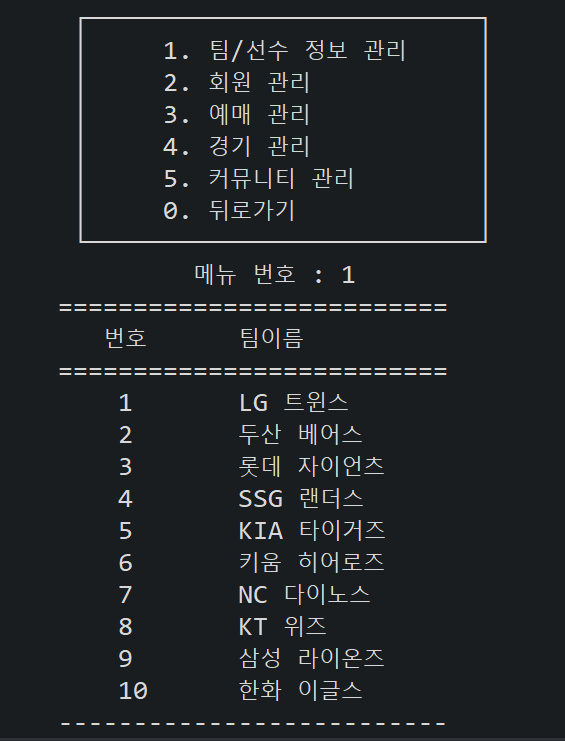 1. 팀/선수 정보 관리
2. 회원 관리
3. 예매 관리
4. 경기 관리
5. 커뮤니티 관리
0. 뒤로가기
메뉴 번호 : 1
==========================
번호 팀이름
==========================
1 LG 트윈스
2 두산 베어스
3 롯데 자이언츠
4 SSG 랜더스
5 KIA 타이거즈
6 키움 히어로즈
7 NC 다이노스
8 KT 위즈
9 삼성 라이온즈
10 한화 이글스
--------------------------